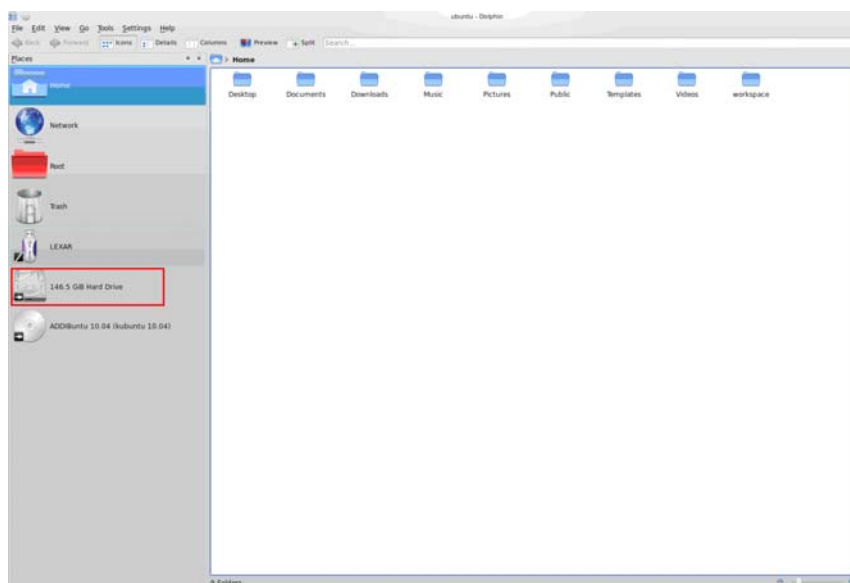 ubuntu - Dolphin
File Edit View Go Tools Settings Help
Back Forward Icons Details Columns Preview Split Search...
Places
Home
Home
Network
Root
Trash
LEXAR
146.5 GiB Hard Drive
ADDIBuntu 10.04 (kubuntu 10.04)
Desktop Documents Downloads Music Pictures Public Templates Videos workspace
9 Folders